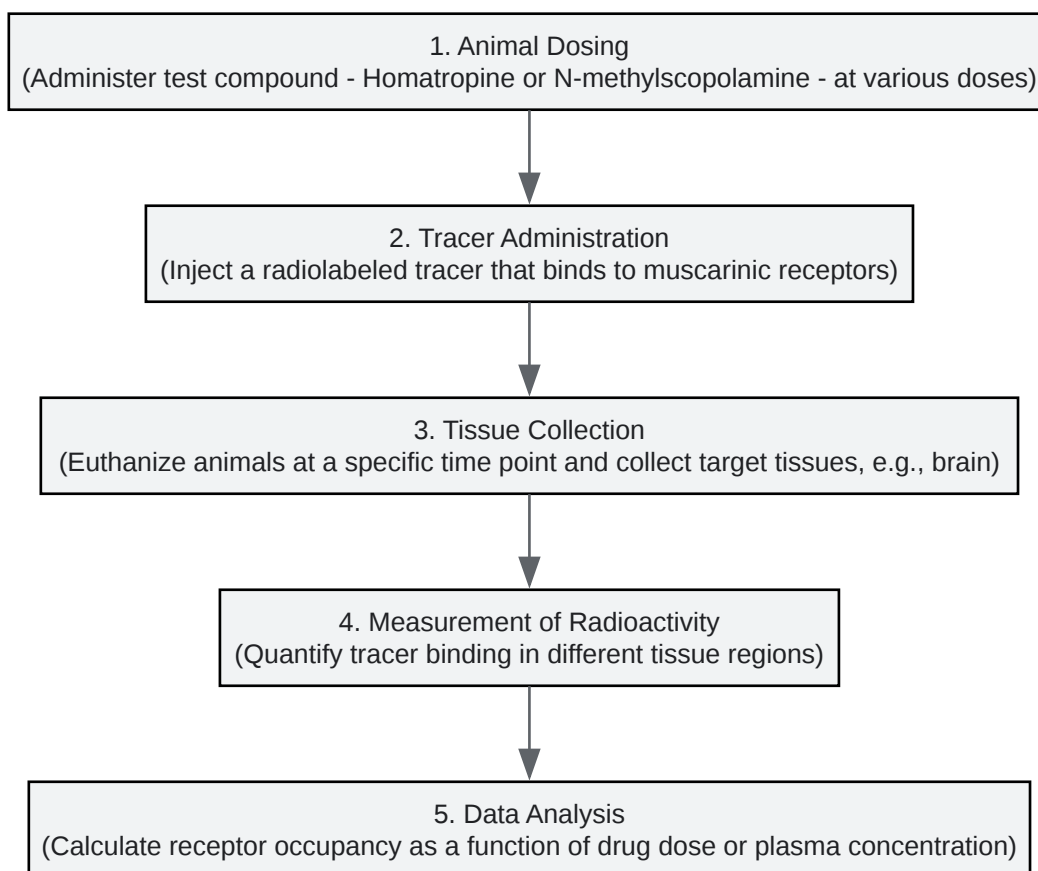 1. Animal Dosing
(Administer test compound - Homatropine or N-methylscopolamine - at various doses)
2. Tracer Administration
(Inject a radiolabeled tracer that binds to muscarinic receptors)
3. Tissue Collection
(Euthanize animals at a specific time point and collect target tissues, e.g., brain)
4. Measurement of Radioactivity
(Quantify tracer binding in different tissue regions)
5. Data Analysis
(Calculate receptor occupancy as a function of drug dose or plasma concentration)